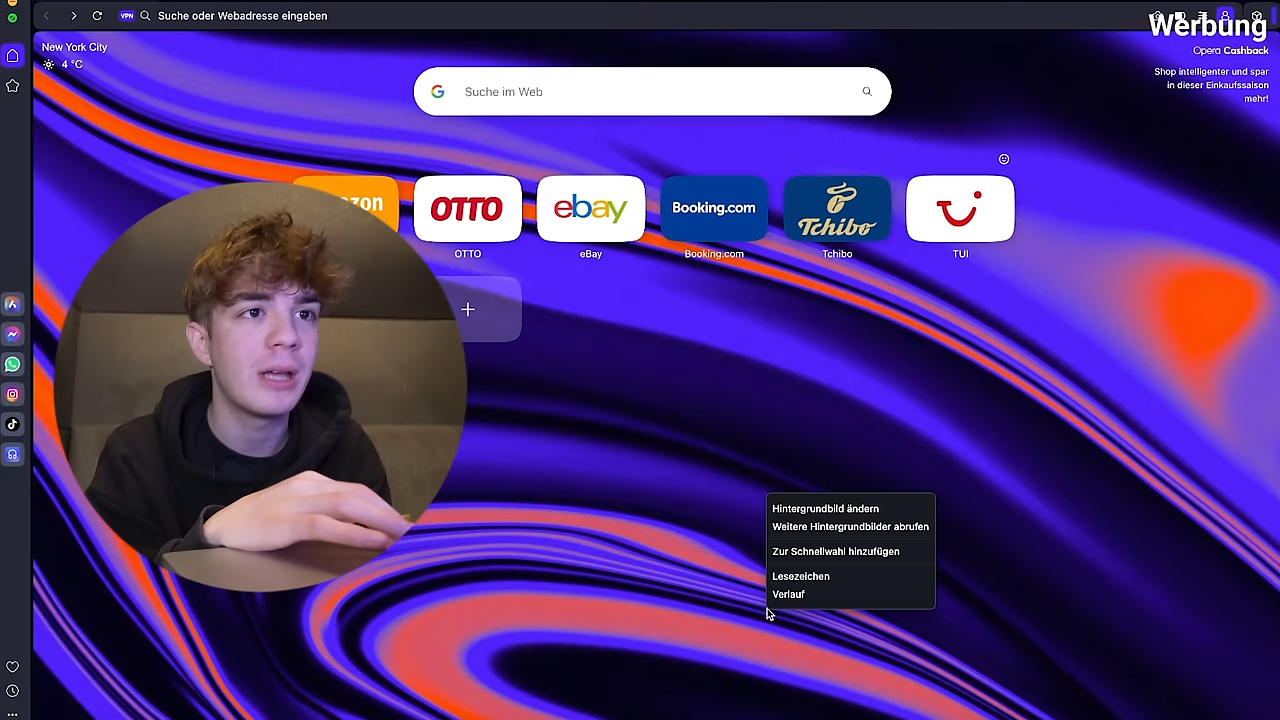 VPN
Suche oder Webadresse eingeben
Werbung
New York City
4 °C
Opera Cashback
Shop intelligenter und spar
in dieser Einkaufssaison
mehr!
Suche im Web
OTTO
ebay
Booking.com
Tchibo
OTTO
eBay
Booking.com
Tchibo
TUI
Hintergrundbild ändern
Weitere Hintergrundbilder abrufen
Zur Schnellwahl hinzufügen
Lesezeichen
Verlauf